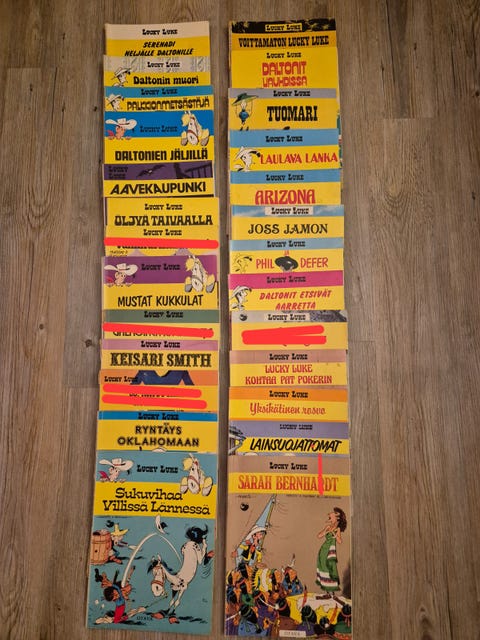 LUCKY LUKE
SERENADI
NELJÄLLE DALTONILLE
LUCKY LUKE
Daltonin muori
LUCKY LUKE
PALKKIONMETSÄSTÄJÄ
LUCKY LUKE
DALTONIEN JÄLJILLÄ
LUCKY LUKE
AAVEKAUPUNKI
LUCKY LUKE
ÖLJYÄ TAIVAALLA
LUCKY LUKE
LUCKY LUKE
MUSTAT KUKKULAT
LUCKY LUKE
LUCKY LUKE
KEISARI SMITH
LUCKY LUKE
LUCKY LUKE
RYNTÄYS
OKLAHOMAAN
LUCKY LUKE
Sukuvihaa
Villissä Lännessä
LUCKY LUKE
VOITTAMATON LUCKY LUKE
LUCKY LUKE
DALTONIT
VAUHDISSA
LUCKY LUKE
TUOMARI
LUCKY LUKE
LAULAVA LANKA
LUCKY LUKE
ARIZONA
LUCKY LUKE
JOSS JAMON
LUCKY LUKE
PHIL DEFER
LUCKY LUKE
DALTONIT ETSIVÄT
AARRETTA
LUCKY LUKE
LUCKY LUKE
LUCKY LUKE
KOHTAA PAT POKERIN
LUCKY LUKE
Yksikätinen rosvo
LUCKY LUKE
LAINSUOJATTOMAT
LUCKY LUKE
SARAH BERNHARDT